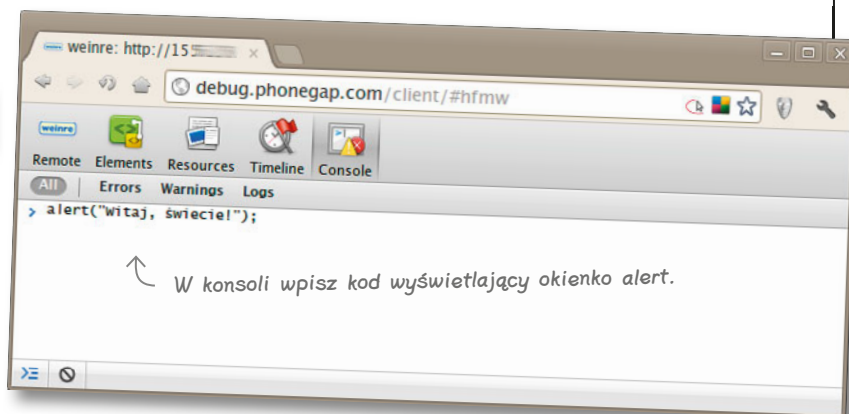 weinre: http://15
debug.phonegap.com/client/#hfmw
weinre
Remote Elements Resources Timeline Console
All Errors Warnings Logs
> alert("Witaj, świecie!");
W konsoli wpisz kod wyświetlający okienko alert.